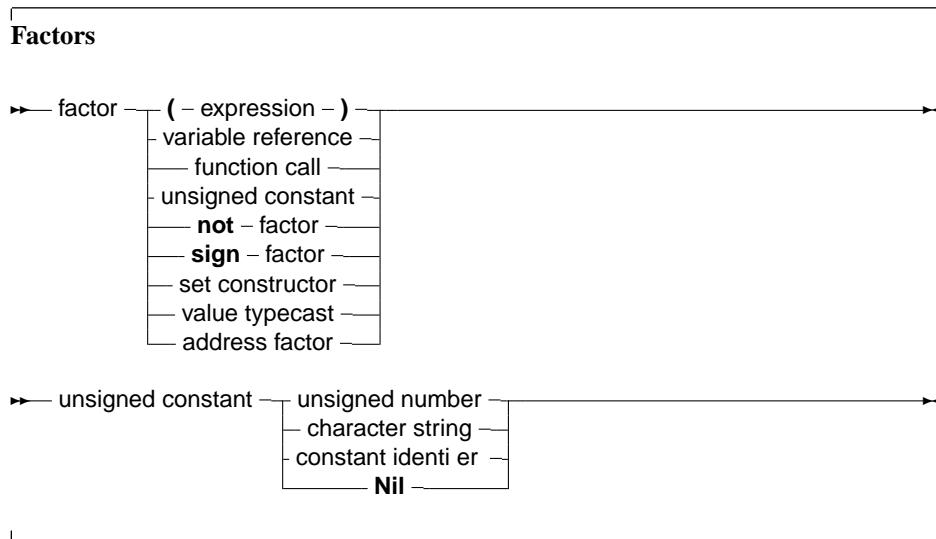 Factors
factor ( expression )
variable reference
function call
unsigned constant
not factor
sign factor
set constructor
value typecast
address factor
unsigned constant unsigned number
character string
constant identi er
Nil